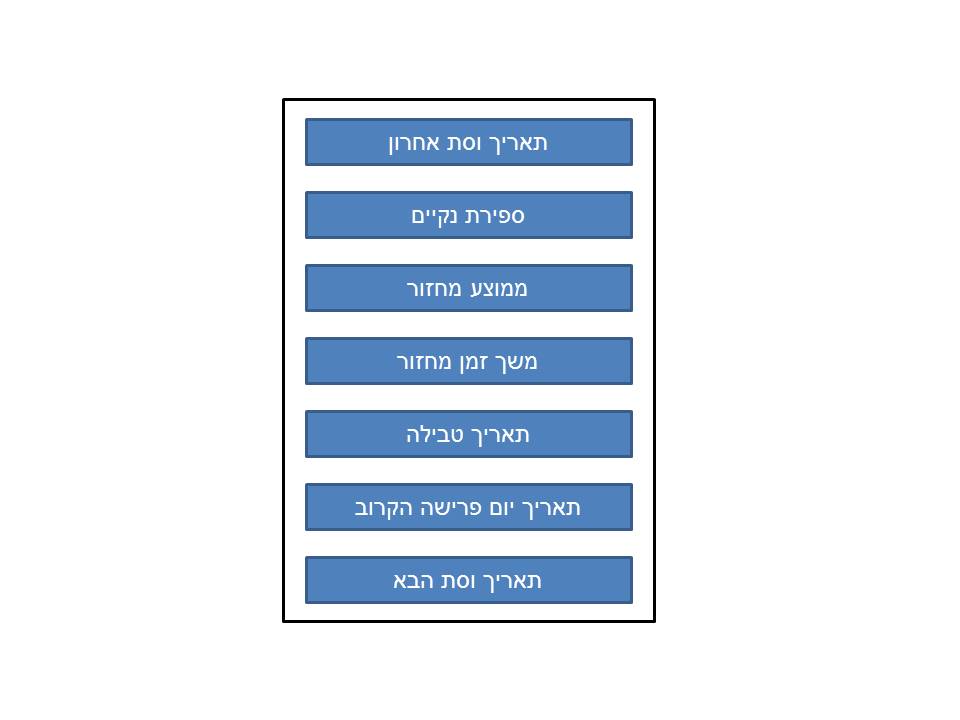 תאריך וסת אחרון
ספירת נקיים
ממוצע מחזור
משך זמן מחזור
תאריך טבילה
תאריך יום פרישה הקרוב
תאריך וסת הבא